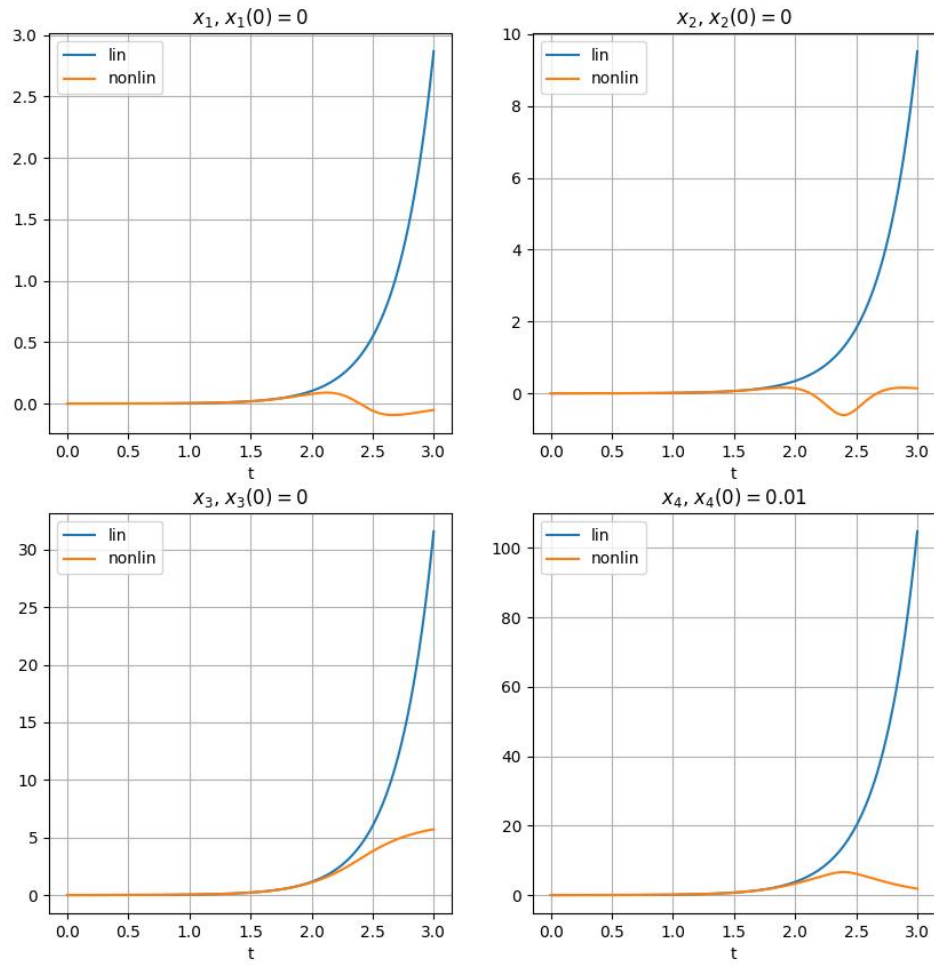 x₁, x₁(0) = 0
lin
nonlin
3.0
2.5
2.0
1.5
1.0
0.5
0.0
0.0 0.5 1.0 1.5 2.0 2.5 3.0
t
x₂, x₂(0) = 0
lin
nonlin
10
8
6
4
2
0
0.0 0.5 1.0 1.5 2.0 2.5 3.0
t
x₃, x₃(0) = 0
lin
nonlin
30
25
20
15
10
5
0
0.0 0.5 1.0 1.5 2.0 2.5 3.0
t
x₄, x₄(0) = 0.01
lin
nonlin
100
80
60
40
20
0
0.0 0.5 1.0 1.5 2.0 2.5 3.0
t